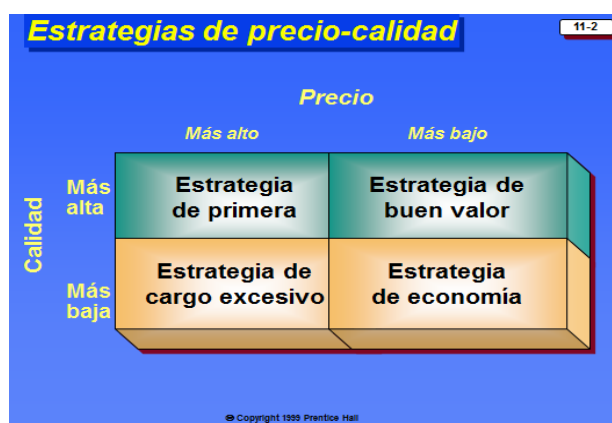 Estrategias de precio-calidad
11-2
Precio
Más alto
Más bajo
Calidad
Más
alta
Estrategia
de primera
Estrategia de
buen valor
Más
baja
Estrategia de
cargo excesivo
Estrategia
de economía
© Copyright 1999 Prentice Hall